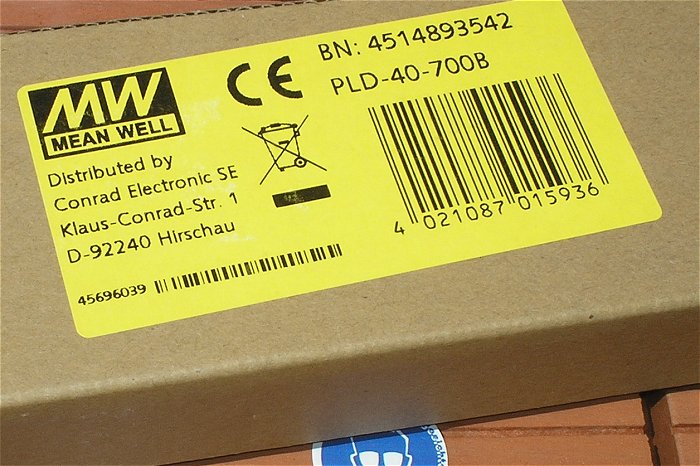 BN: 4514893542
PLD-40-700B
CE
MW
MEAN WELL
Distributed by
Conrad Electronic SE
Klaus-Conrad-Str. 1
D-92240 Hirschau
4 021087 015936
45696039